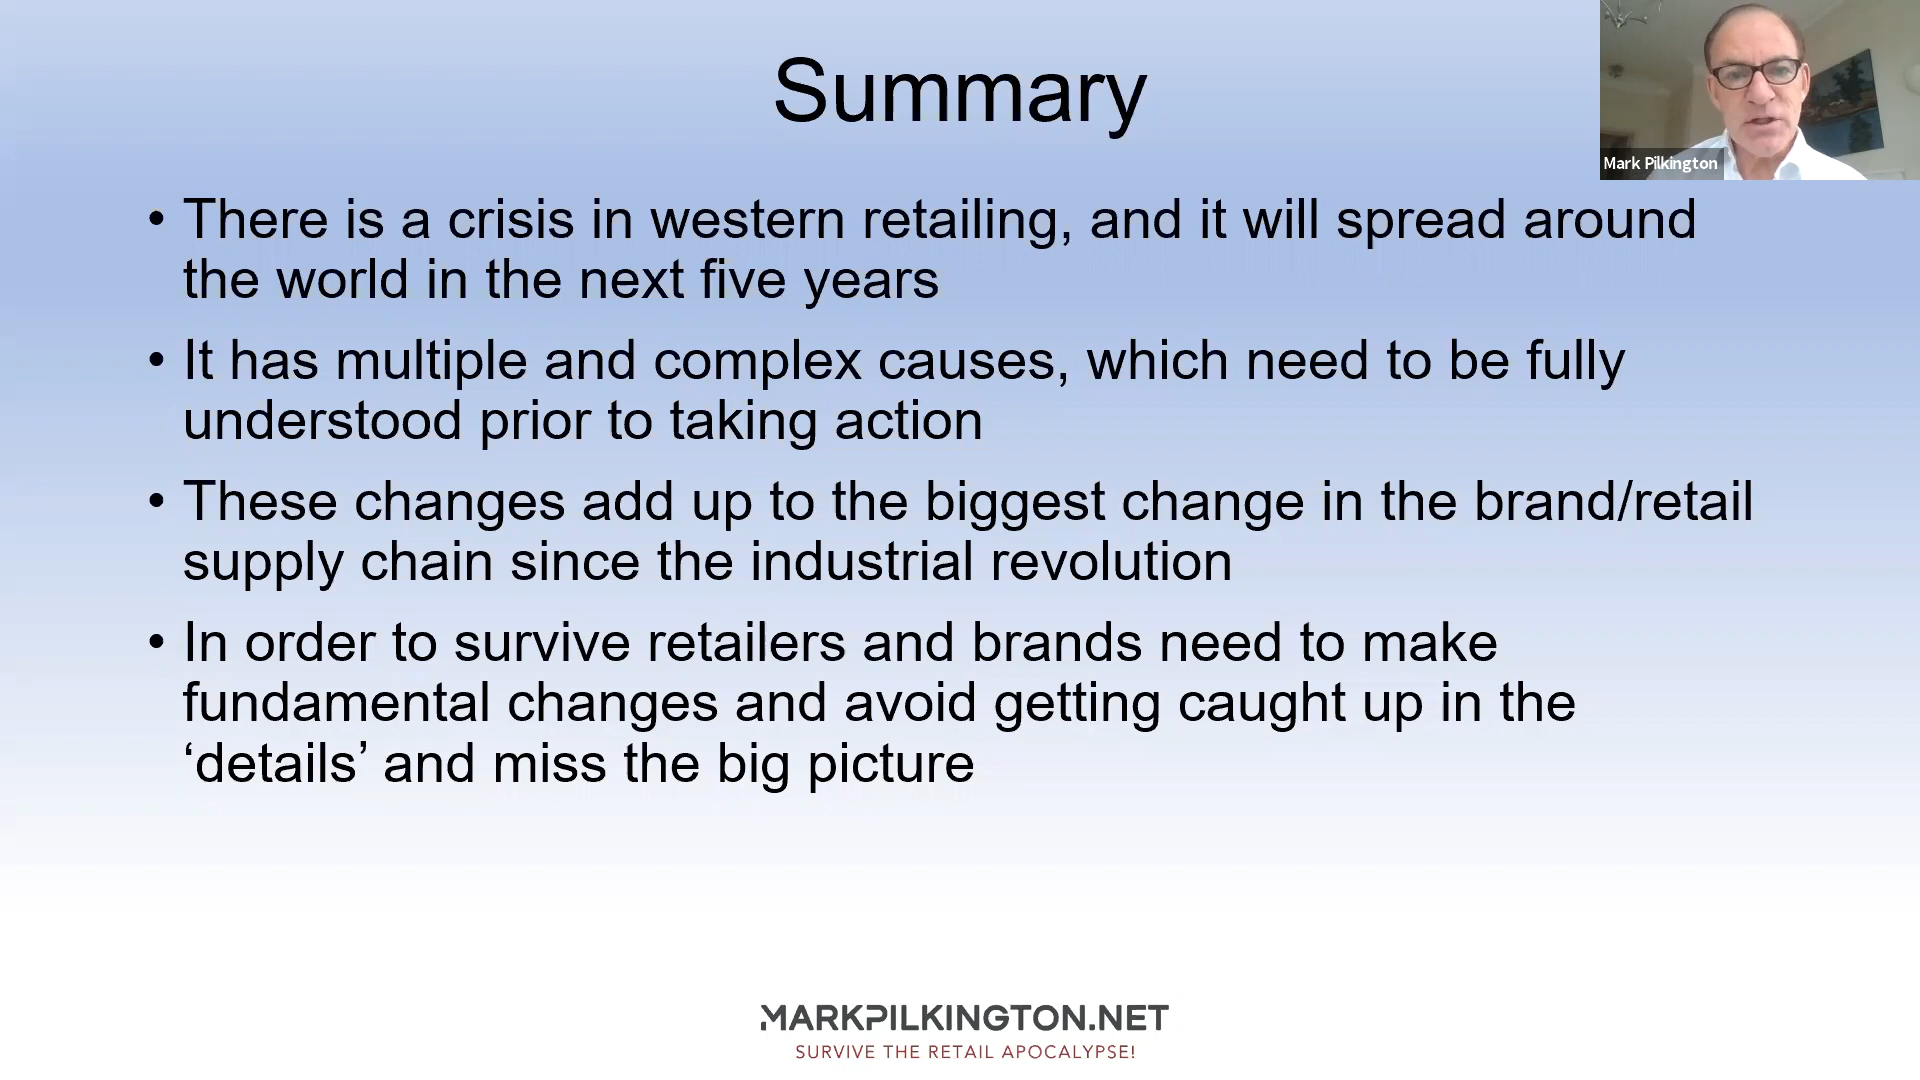 Summary
Mark Pilkington
• There is a crisis in western retailing, and it will spread around
the world in the next five years
• It has multiple and complex causes, which need to be fully
understood prior to taking action
• These changes add up to the biggest change in the brand/retail
supply chain since the industrial revolution
• In order to survive retailers and brands need to make
fundamental changes and avoid getting caught up in the
‘details’ and miss the big picture
MARKPILKINGTON.NET
SURVIVE THE RETAIL APOCALYPSE!